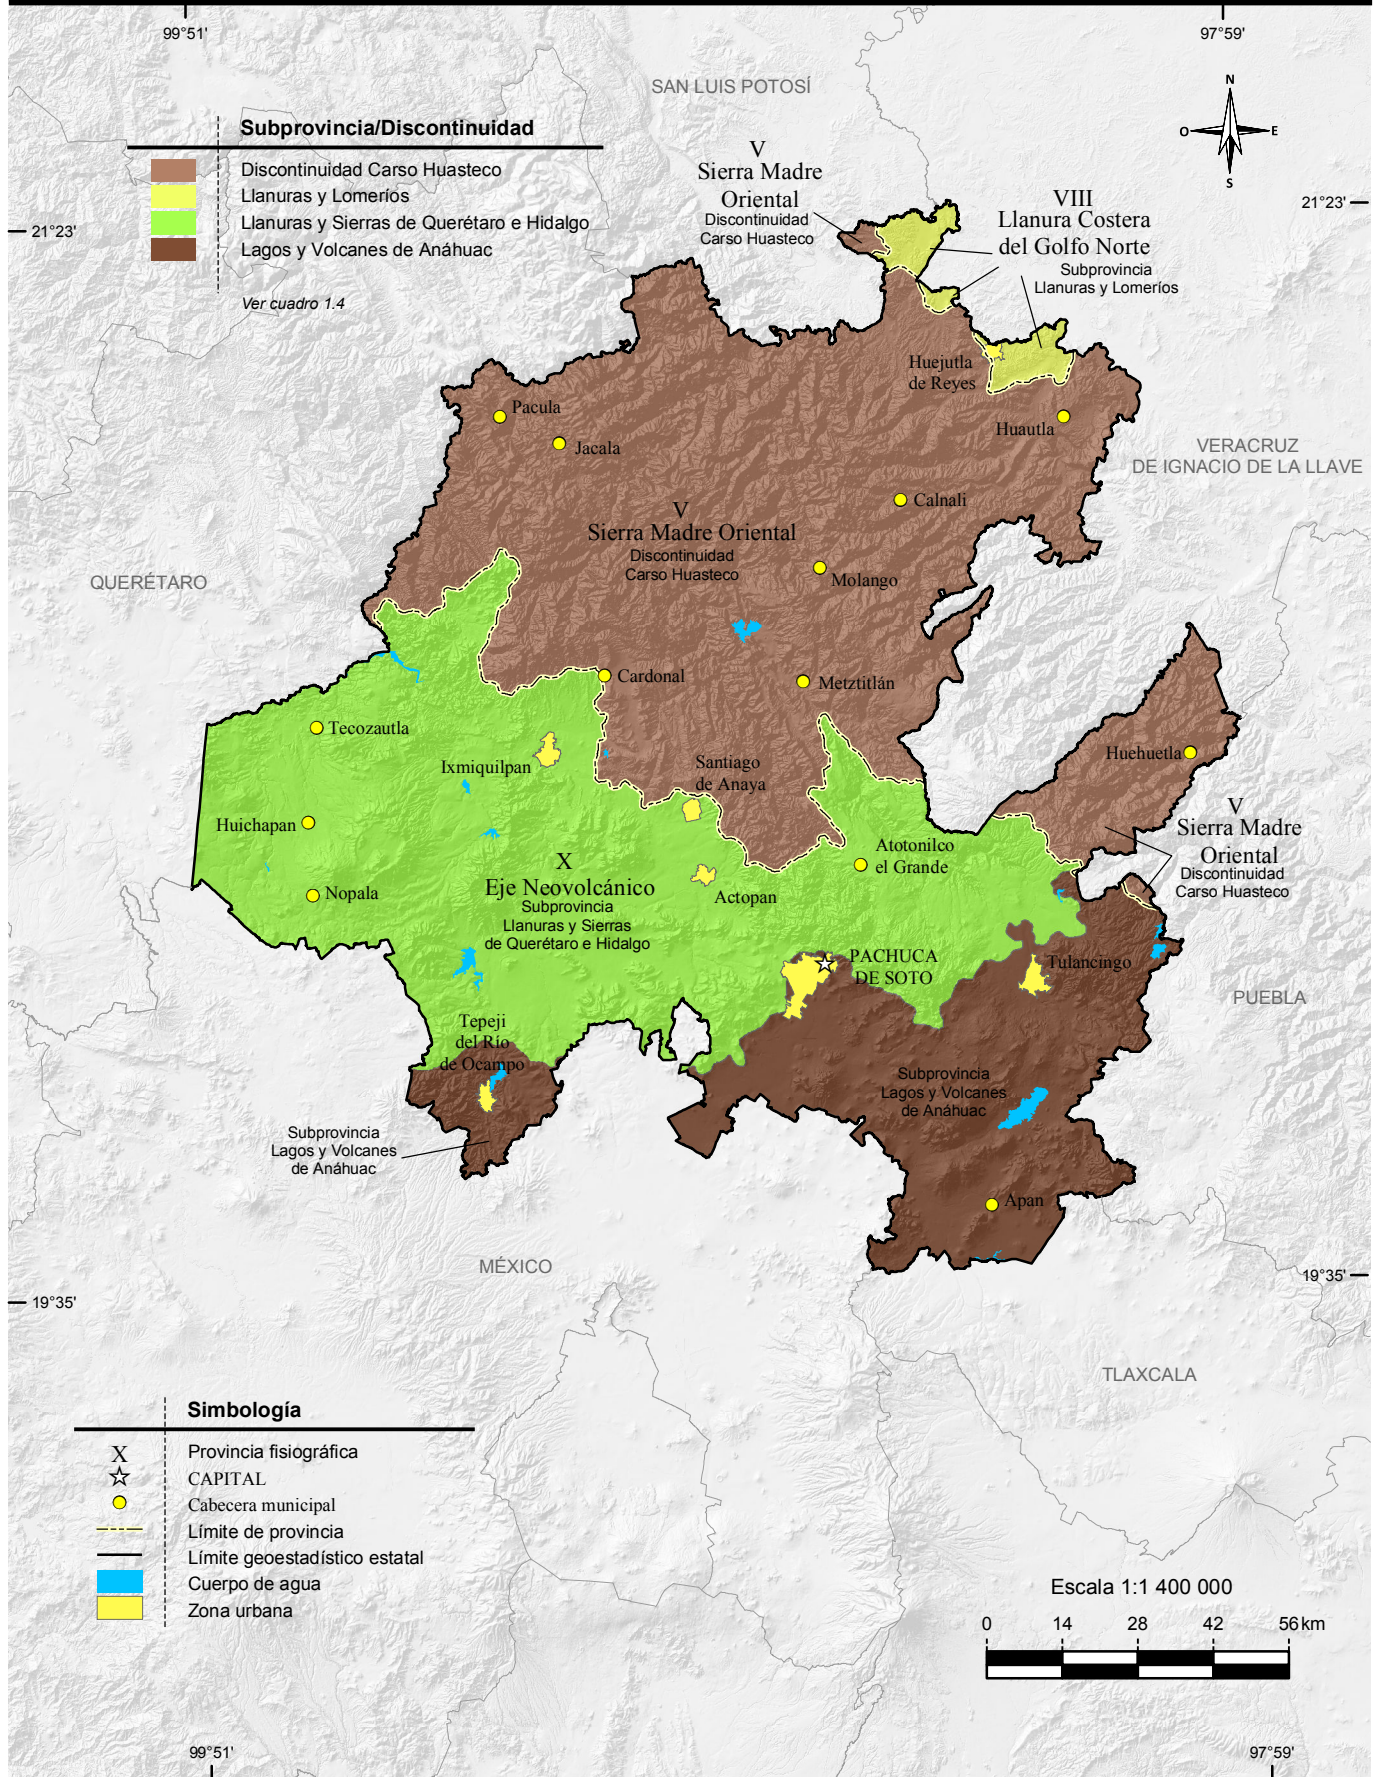 99°51'
97°59'
SAN LUIS POTOSÍ
N
O
E
S
Subprovincia/Discontinuidad
Discontinuidad Carso Huasteco
Llanuras y Lomeríos
Llanuras y Sierras de Querétaro e Hidalgo
Lagos y Volcanes de Anáhuac
Ver cuadro 1.4
21°23'
21°23'
V
Sierra Madre
Oriental
Discontinuidad
Carso Huasteco
VIII
Llanura Costera
del Golfo Norte
Subprovincia
Llanuras y Lomeríos
Huejutla
de Reyes
Pacula
Jacala
Huautla
VERACRUZ
DE IGNACIO DE LA LLAVE
Calnali
V
Sierra Madre Oriental
Discontinuidad
Carso Huasteco
Molango
QUERÉTARO
Cardonal
Metztitlán
Tecozautla
Ixmiquilpan
Santiago
de Anaya
Huehuetla
Huichapan
V
Sierra Madre
Oriental
Discontinuidad
Carso Huasteco
Atotonilco
el Grande
X
Eje Neovolcánico
Subprovincia
Llanuras y Sierras
de Querétaro e Hidalgo
Nopala
Actopan
PACHUCA
DE SOTO
Tulancingo
PUEBLA
Tepeji
del Río
de Ocampo
Subprovincia
Lagos y Volcanes
de Anáhuac
Subprovincia
Lagos y Volcanes
de Anáhuac
Apan
MÉXICO
19°35'
19°35'
TLAXCALA
Simbología
X
Provincia fisiográfica
CAPITAL
Cabecera municipal
Límite de provincia
Límite geoestadístico estatal
Cuerpo de agua
Zona urbana
Escala 1:1 400 000
0 14 28 42 56 km
99°51'
97°59'